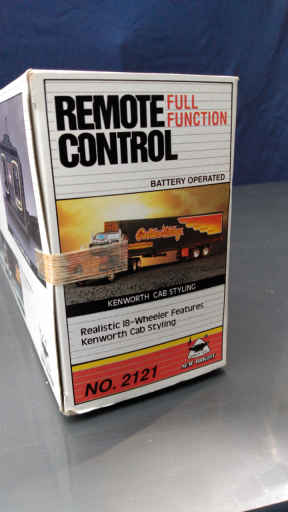 REMOTE FULL
CONTROL FUNCTION
BATTERY OPERATED
KENWORTH CAB STYLING
Realistic 18-Wheeler Features
Kenworth Cab Styling
NO. 2121
NEW BRIGHT